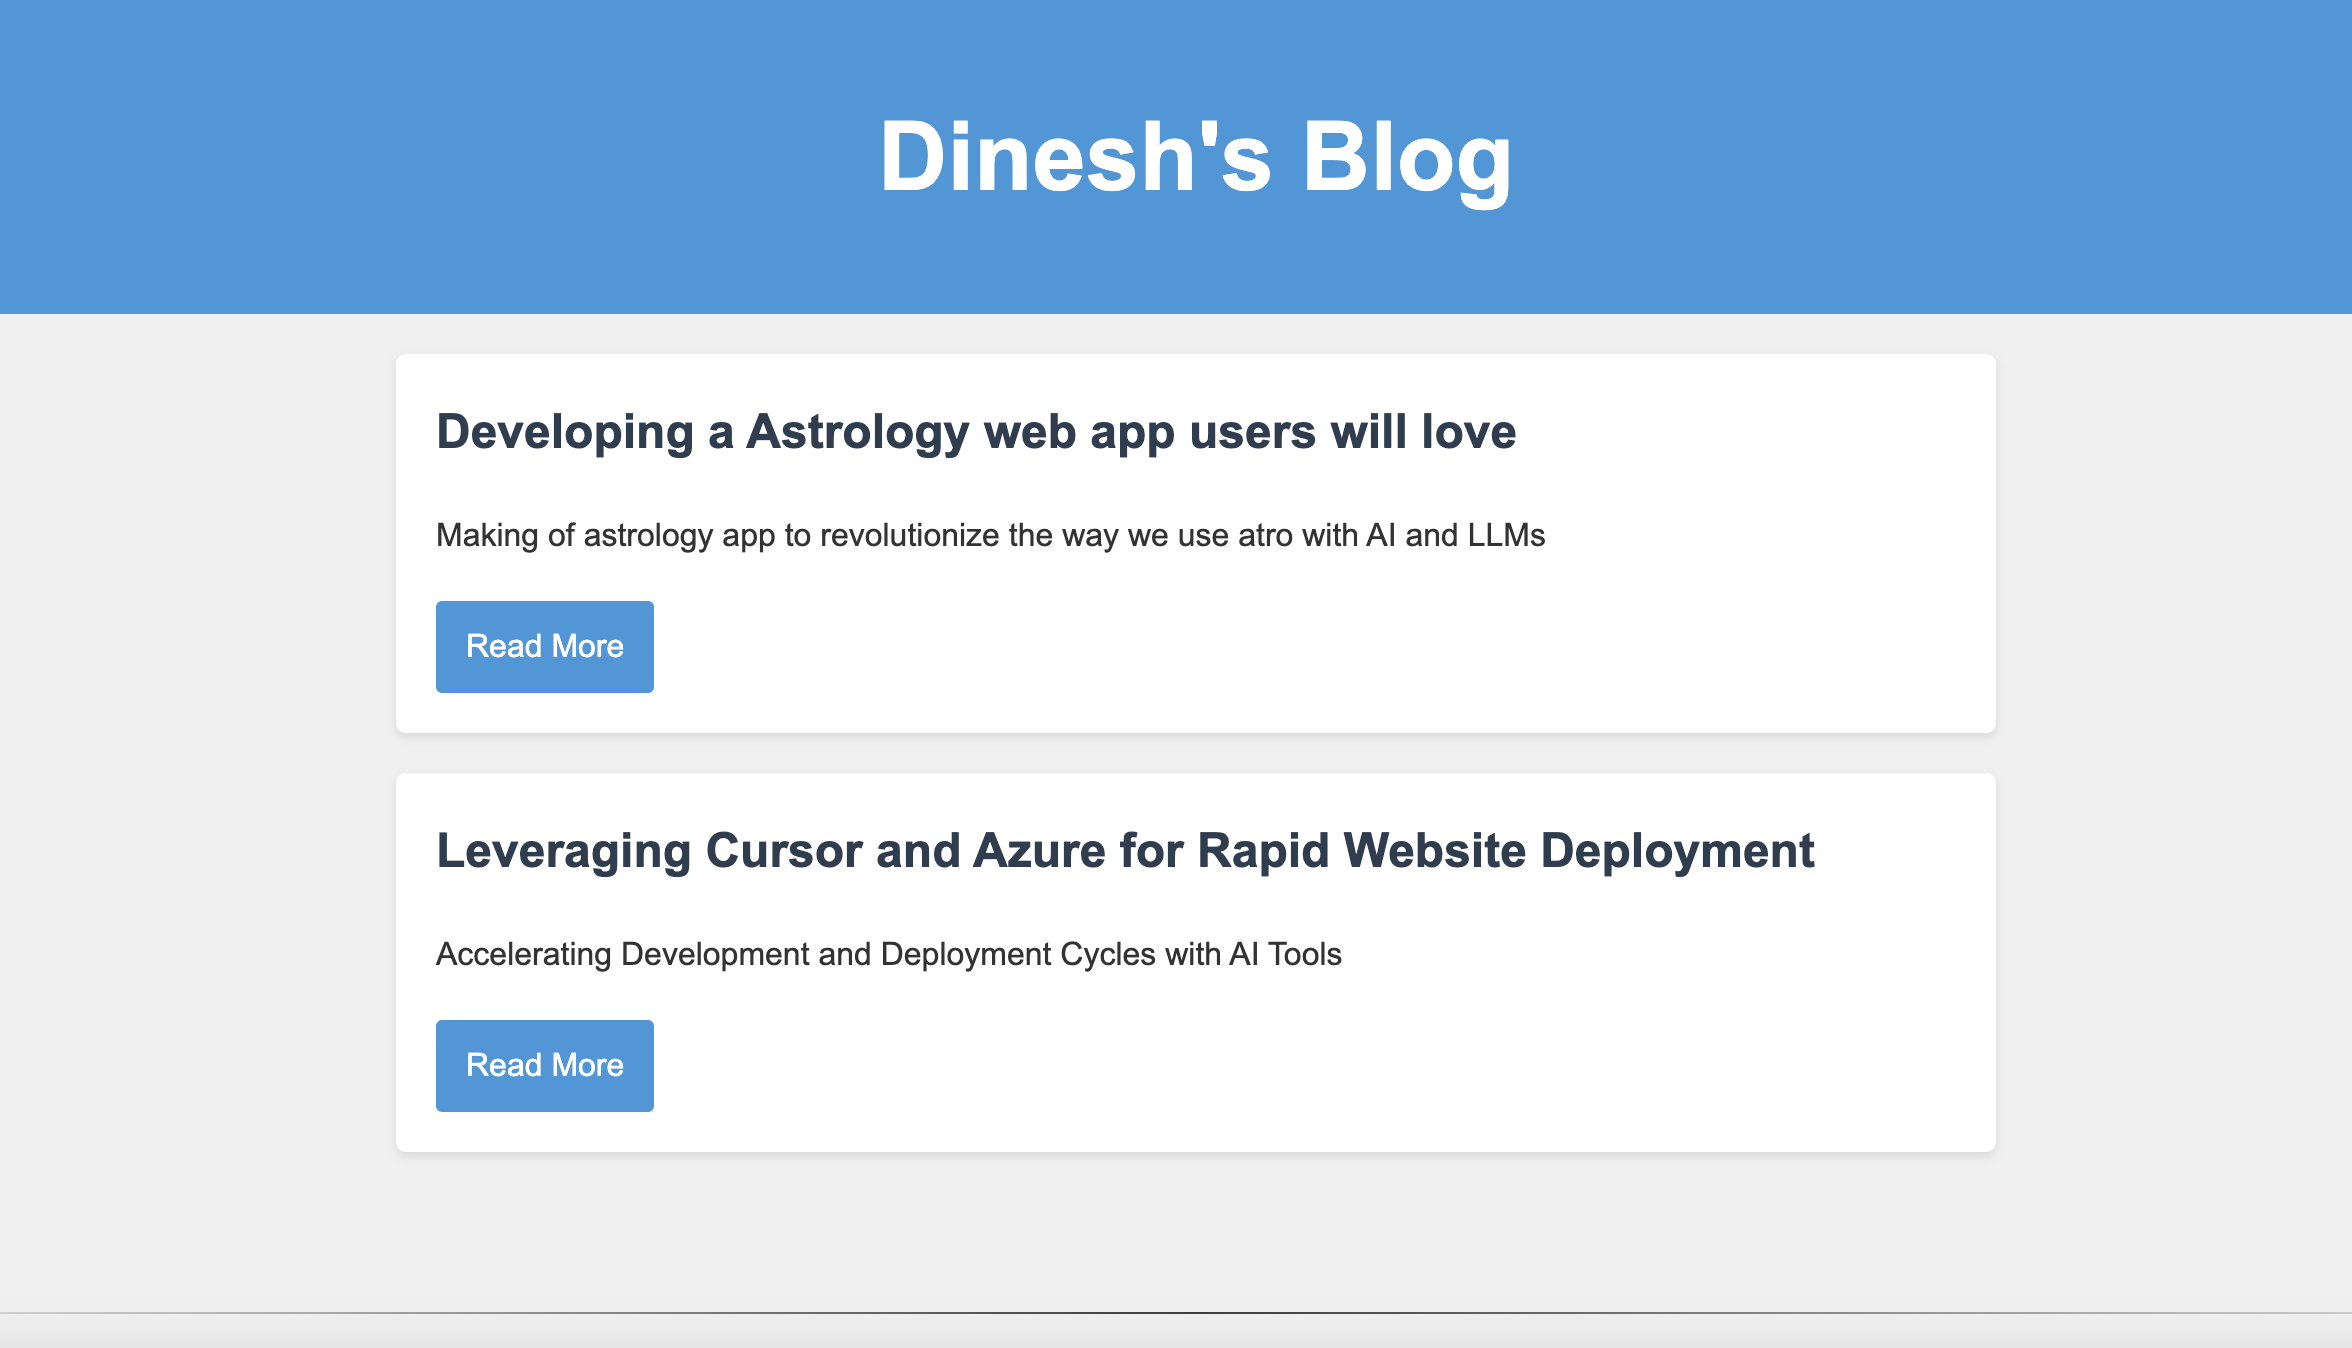 Dinesh's Blog
Developing a Astrology web app users will love
Making of astrology app to revolutionize the way we use atro with AI and LLMs
Read More
Leveraging Cursor and Azure for Rapid Website Deployment
Accelerating Development and Deployment Cycles with AI Tools
Read More